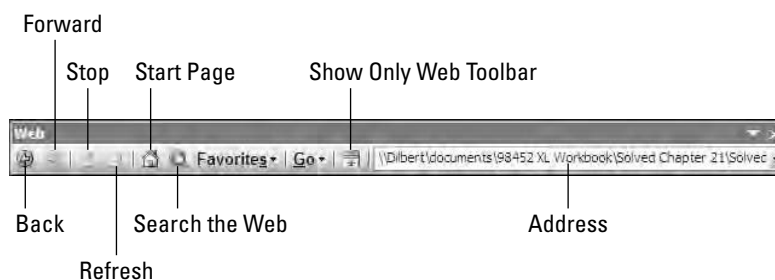 Forward
Stop Start Page Show Only Web Toolbar
Web
Favorites Go \\Dilbert\documents\98452 XL Workbook\Solved Chapter 21\Solved
Back Search the Web Address
Refresh